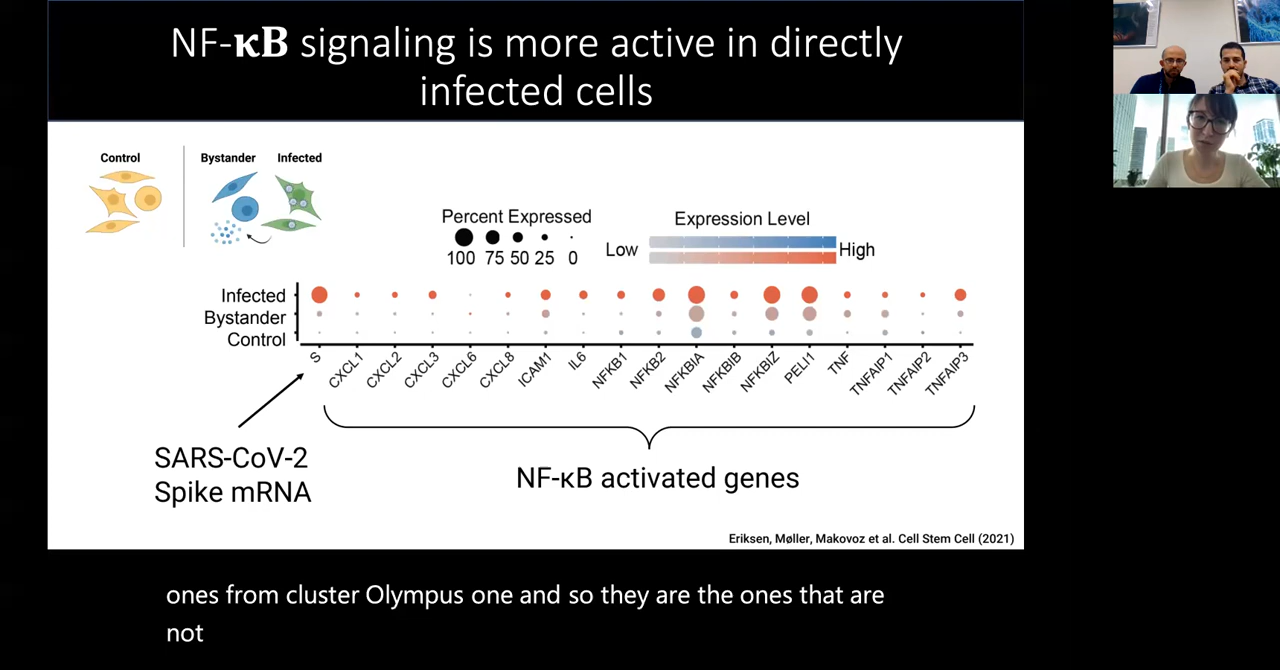 NF-κB signaling is more active in directly
infected cells
Control
Bystander
Infected
Percent Expressed
100 75 50 25 0
Expression Level
Low
High
Infected
Bystander
Control
S
CXCL1
CXCL2
CXCL3
CXCL6
CXCL8
ICAM1
IL6
NFKB1
NFKB2
NFKBIA
NFKBIB
NFKBIZ
PELI1
TNF
TNFAIP1
TNFAIP2
TNFAIP3
SARS-CoV-2
Spike mRNA
NF-κB activated genes
Eriksen, Møller, Makovoz et al. Cell Stem Cell (2021)
ones from cluster Olympus one and so they are the ones that are
not